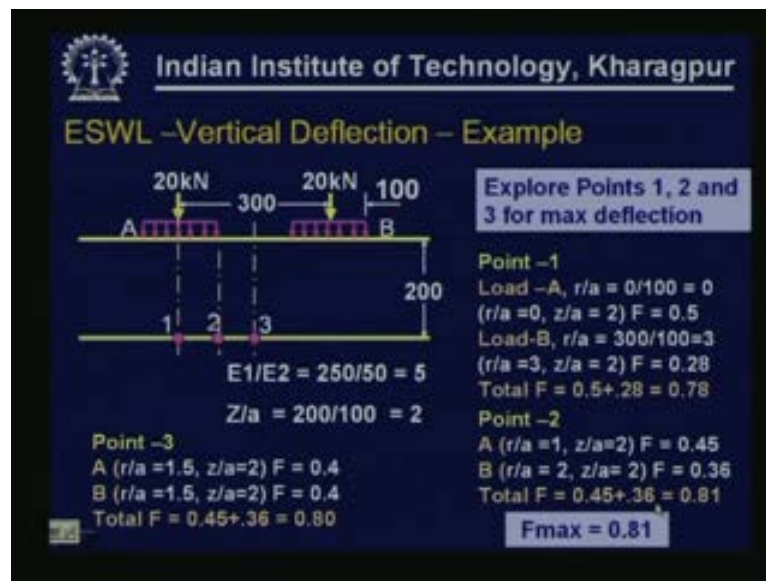 Indian Institute of Technology, Kharagpur
ESWL –Vertical Deflection – Example
20kN 20kN
300
100
A B
200
1 2 3
E1/E2 = 250/50 = 5
Z/a = 200/100 = 2
Point –3
A (r/a =1.5, z/a=2) F = 0.4
B (r/a =1.5, z/a=2) F = 0.4
Total F = 0.45+.36 = 0.80
Explore Points 1, 2 and
3 for max deflection
Point –1
Load –A, r/a = 0/100 = 0
(r/a =0, z/a = 2) F = 0.5
Load-B, r/a = 300/100=3
(r/a =3, z/a = 2) F = 0.28
Total F = 0.5+.28 = 0.78
Point –2
A (r/a =1, z/a=2) F = 0.45
B (r/a = 2, z/a= 2) F = 0.36
Total F = 0.45+.36 = 0.81
Fmax = 0.81